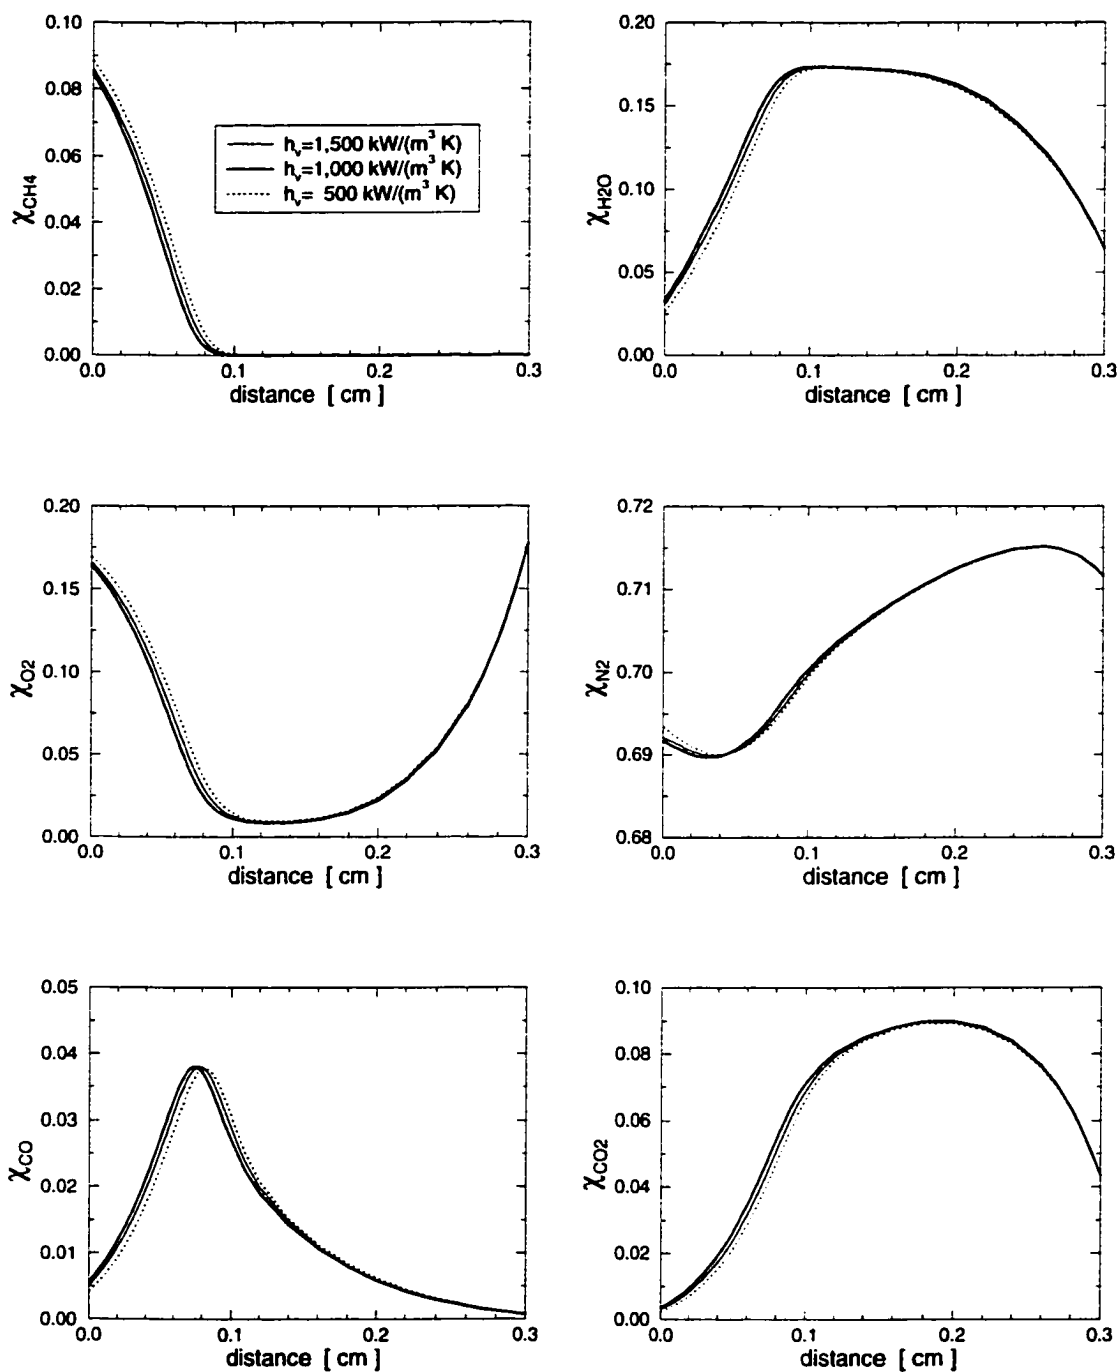 0.10
0.08
0.06
0.04
0.02
0.00
χCH4
hv=1,500 kW/(m³ K)
hv=1,000 kW/(m³ K)
hv= 500 kW/(m³ K)
0.0 0.1 0.2 0.3
distance [ cm ]
0.20
0.15
0.10
0.05
0.00
χH2O
0.0 0.1 0.2 0.3
distance [ cm ]
0.20
0.15
0.10
0.05
0.00
χO2
0.0 0.1 0.2 0.3
distance [ cm ]
0.72
0.71
0.70
0.69
0.68
χN2
0.0 0.1 0.2 0.3
distance [ cm ]
0.05
0.04
0.03
0.02
0.01
0.00
χCO
0.0 0.1 0.2 0.3
distance [ cm ]
0.10
0.08
0.06
0.04
0.02
0.00
χCO2
0.0 0.1 0.2 0.3
distance [ cm ]